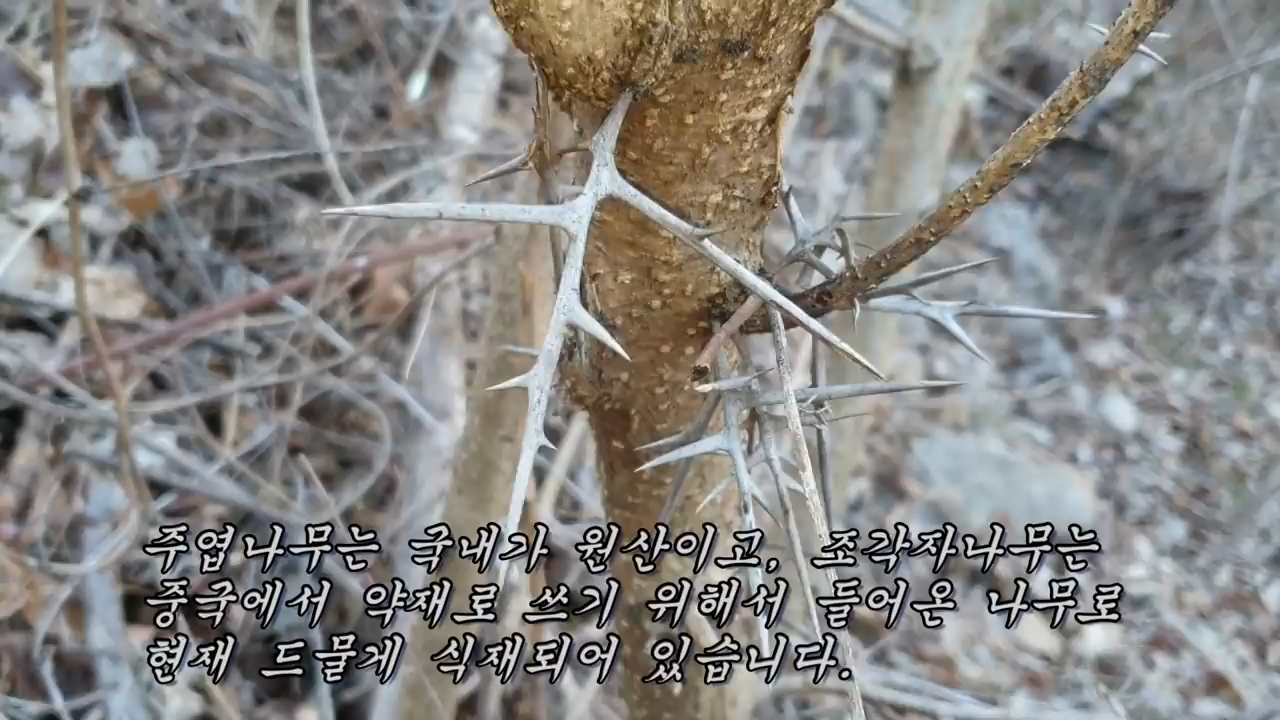 주엽나무는 국내가 원산이고, 조각자나무는
중국에서 약재로 쓰기 위해서 들어온 나무로
현재 드물게 식재되어 있습니다.